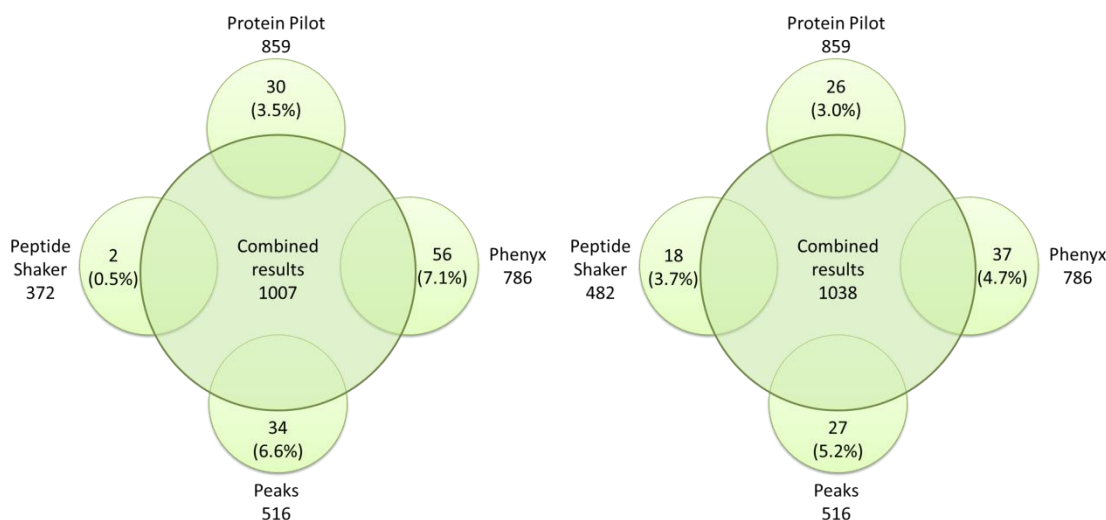 Protein Pilot
859
30
(3.5%)
Peptide
Shaker
372
2
(0.5%)
Combined
results
1007
56
(7.1%)
Phenyx
786
34
(6.6%)
Peaks
516
Protein Pilot
859
26
(3.0%)
Peptide
Shaker
482
18
(3.7%)
Combined
results
1038
37
(4.7%)
Phenyx
786
27
(5.2%)
Peaks
516